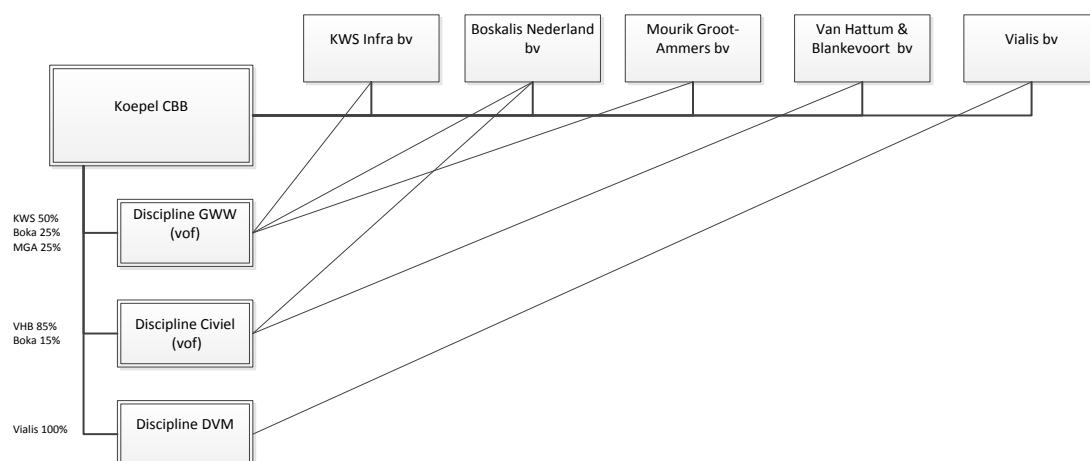 KWS Infra bv
Boskalis Nederland
bv
Mourik Groot-
Ammers bv
Van Hattum &
Blankevoort bv
Vialis bv
Koepel CBB
KWS 50%
Boka 25%
MGA 25%
Discipline GWW
(vof)
VHB 85%
Boka 15%
Discipline Civiel
(vof)
Vialis 100%
Discipline DVM